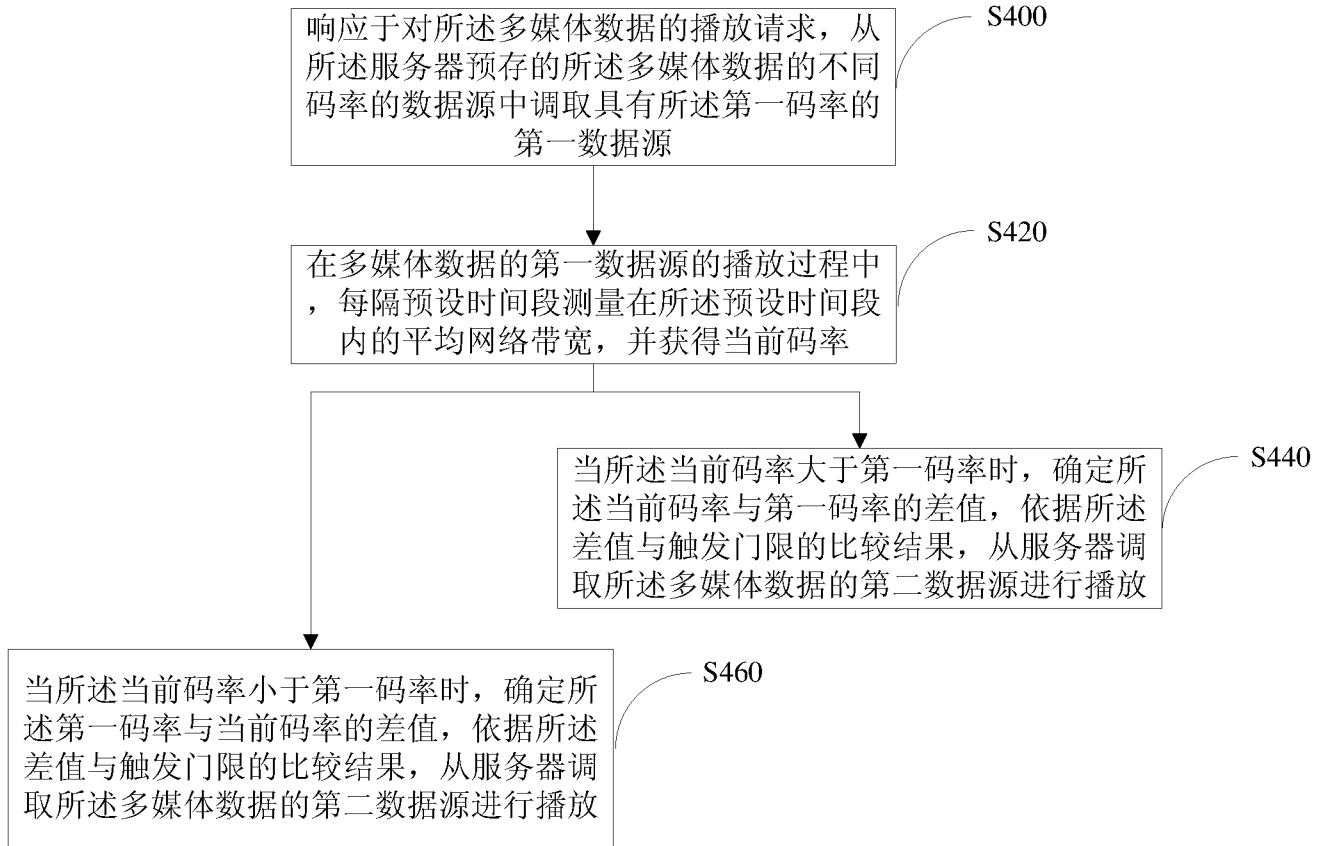 响应于对所述多媒体数据的播放请求，从
所述服务器预存的所述多媒体数据的不同
码率的数据源中调取具有所述第一码率的
第一数据源
S400
在多媒体数据的第一数据源的播放过程中
，每隔预设时间段测量在所述预设时间段
内的平均网络带宽，并获得当前码率
S420
当所述当前码率大于第一码率时，确定所
述当前码率与第一码率的差值，依据所述
差值与触发门限的比较结果，从服务器调
取所述多媒体数据的第二数据源进行播放
S440
当所述当前码率小于第一码率时，确定所
述第一码率与当前码率的差值，依据所述
差值与触发门限的比较结果，从服务器调
取所述多媒体数据的第二数据源进行播放
S460